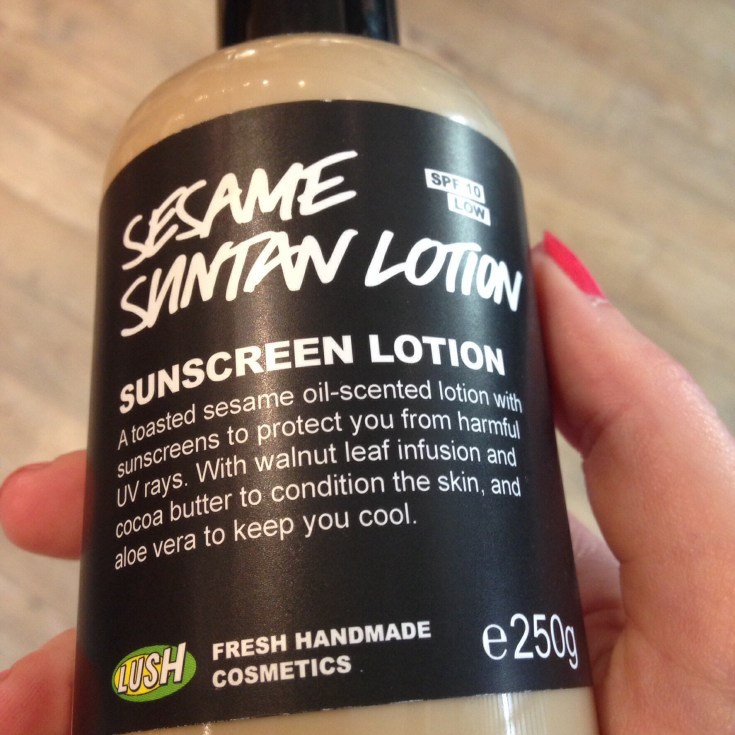 SESAME
SPF 10
LOW
SUNTAN LOTION
SUNSCREEN LOTION
A toasted sesame oil-scented lotion with
sunscreens to protect you from harmful
UV rays. With walnut leaf infusion and
cocoa butter to condition the skin, and
aloe vera to keep you cool.
LUSH
FRESH HANDMADE
COSMETICS
e250g